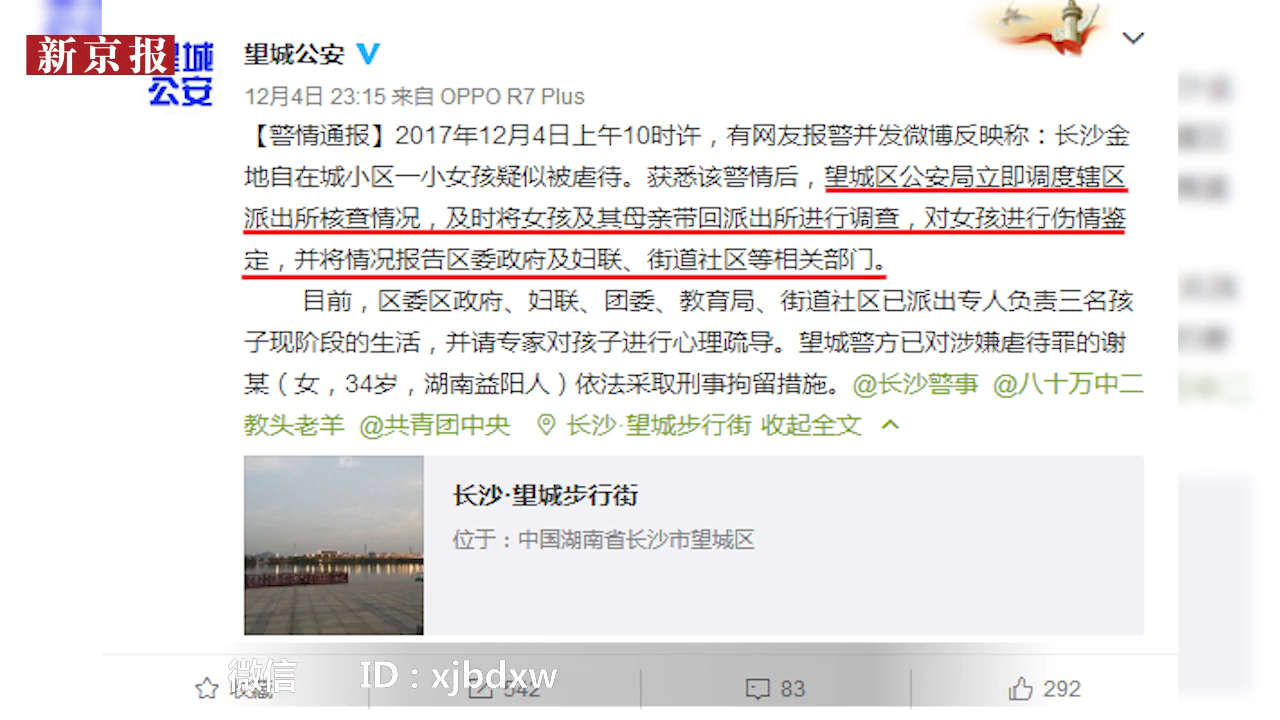 新京报
望城
公安
望城公安
12月4日 23:15 来自 OPPO R7 Plus
【警情通报】2017年12月4日上午10时许，有网友报警并发微博反映称：长沙金
地自在城小区一小女孩疑似被虐待。获悉该警情后，望城区公安局立即调度辖区
派出所核查情况，及时将女孩及其母亲带回派出所进行调查，对女孩进行伤情鉴
定，并将情况报告区委政府及妇联、街道社区等相关部门。
目前，区委区政府、妇联、团委、教育局、街道社区已派出专人负责三名孩
子现阶段的生活，并请专家对孩子进行心理疏导。望城警方已对涉嫌虐待罪的谢
某（女，34岁，湖南益阳人）依法采取刑事拘留措施。@长沙警事 @八十万中二
教头老羊 @共青团中央 长沙·望城步行街 收起全文
长沙·望城步行街
位于：中国湖南省长沙市望城区
微信 ID：xjbdxw
收藏 542 83 292